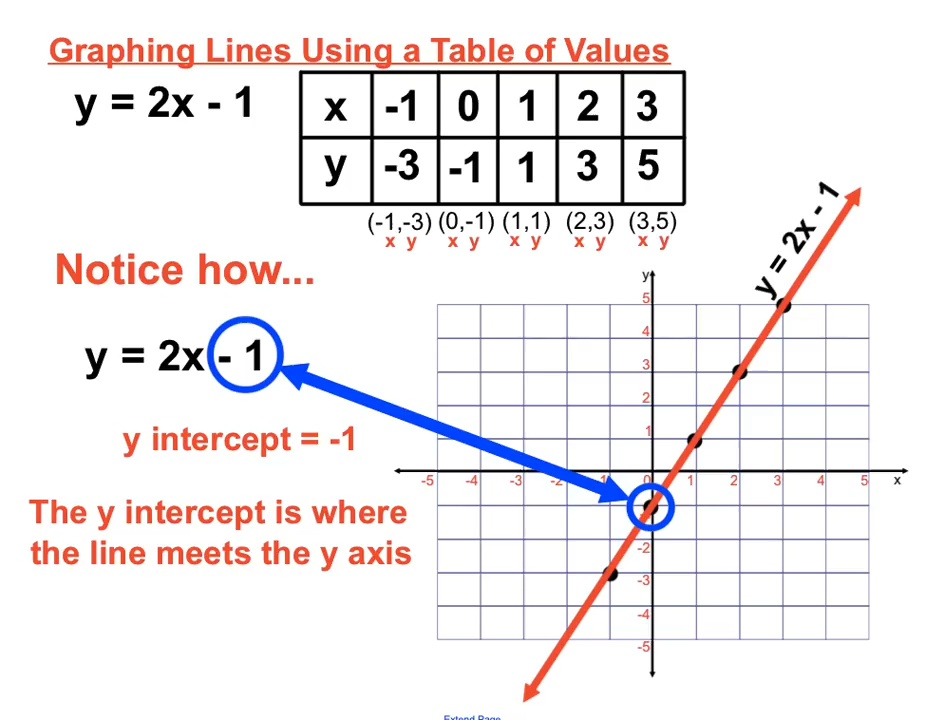 Graphing Lines Using a Table of Values
y = 2x - 1
x -1 0 1 2 3
y -3 -1 1 3 5
(-1,-3) (0,-1) (1,1) (2,3) (3,5)
x y x y x y x y x y
Notice how...
y = 2x - 1
y = 2x - 1
y intercept = -1
The y intercept is where
the line meets the y axis
y
5
4
3
2
1
-5 -4 -3 -2 -1 0 1 2 3 4 5 x
-2
-3
-4
-5
Extend Page